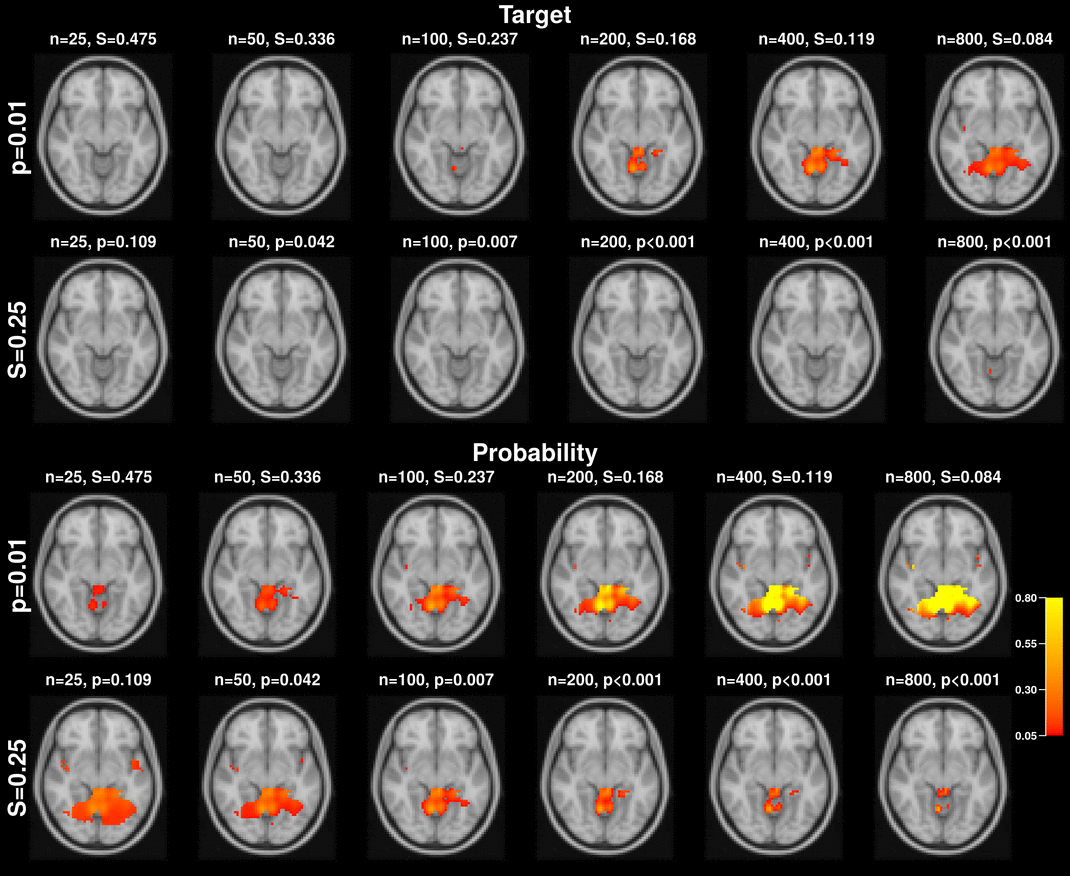 Target
n=25, S=0.475 n=50, S=0.336 n=100, S=0.237 n=200, S=0.168 n=400, S=0.119 n=800, S=0.084
p=0.01
n=25, p=0.109 n=50, p=0.042 n=100, p=0.007 n=200, p<0.001 n=400, p<0.001 n=800, p<0.001
S=0.25
Probability
n=25, S=0.475 n=50, S=0.336 n=100, S=0.237 n=200, S=0.168 n=400, S=0.119 n=800, S=0.084
p=0.01
0.80
0.55
0.30
0.05
n=25, p=0.109 n=50, p=0.042 n=100, p=0.007 n=200, p<0.001 n=400, p<0.001 n=800, p<0.001
S=0.25